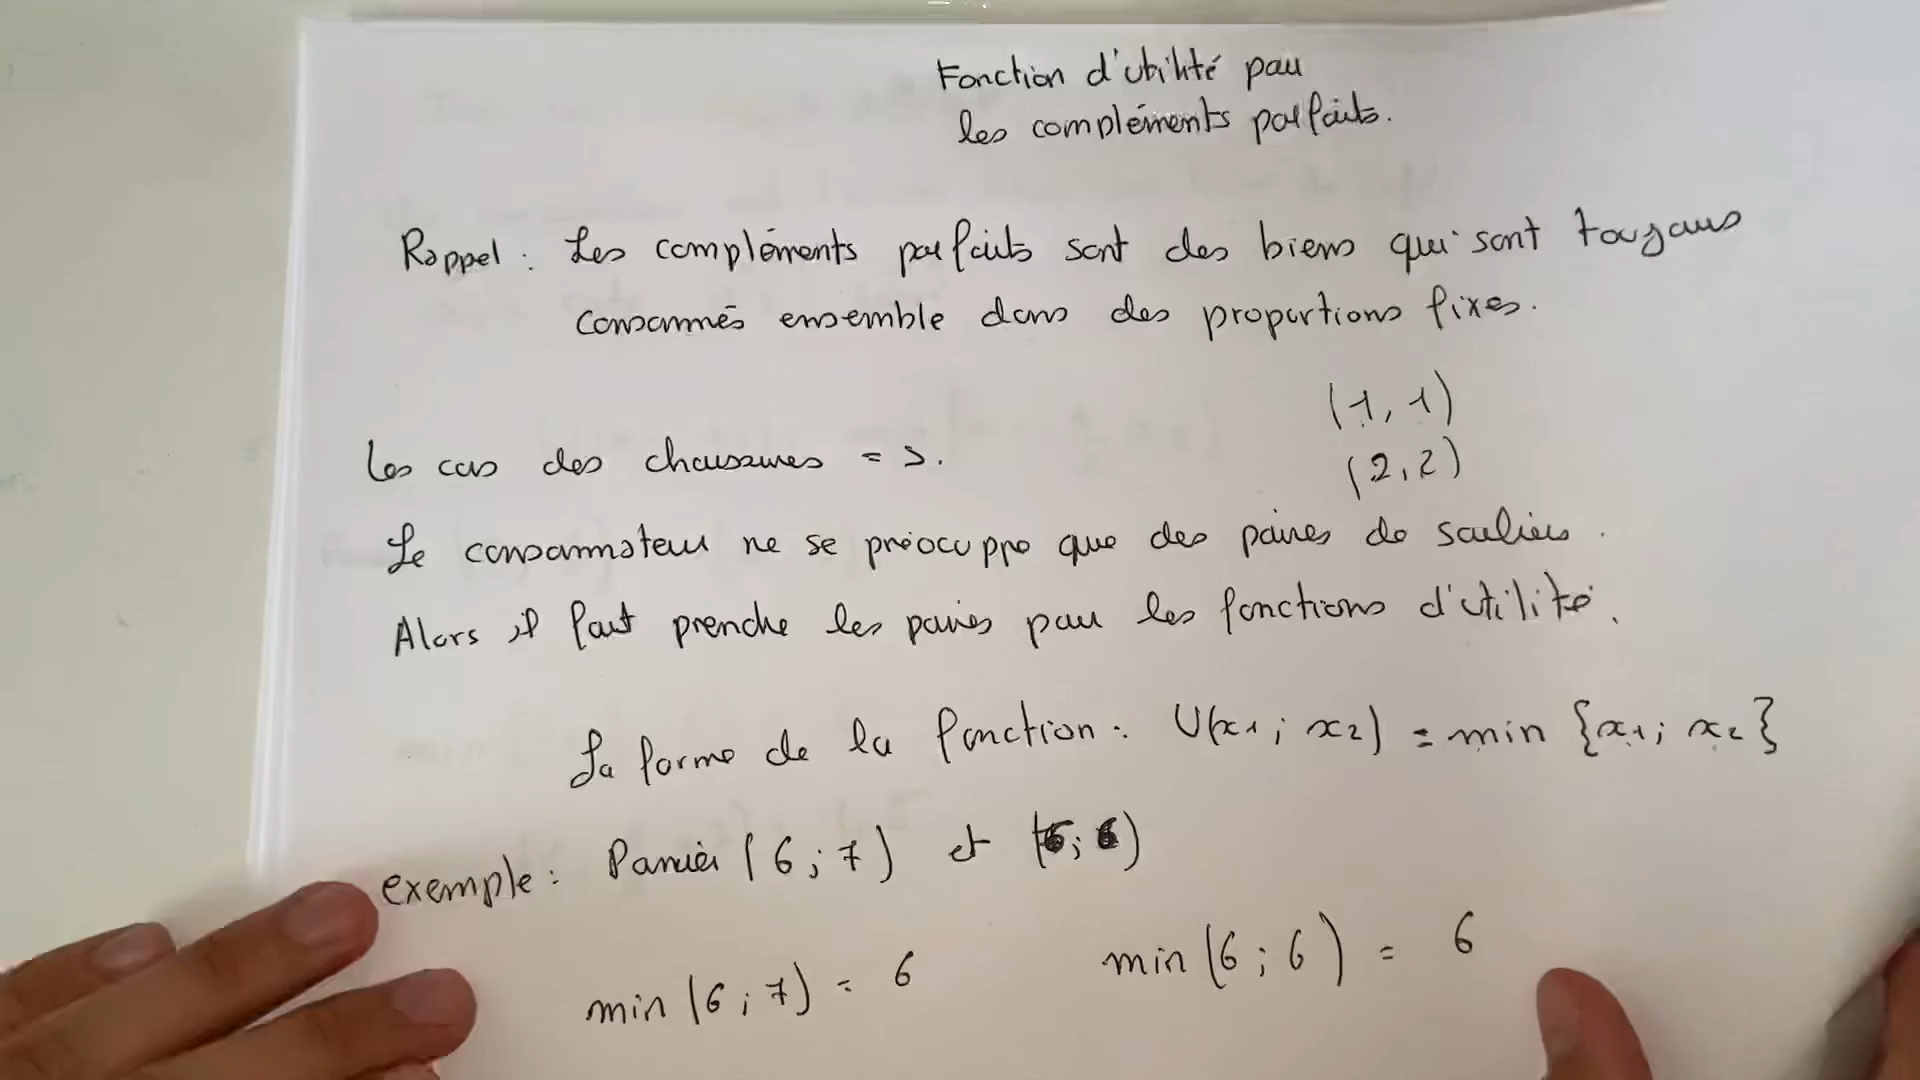 Fonction d'utilité pour
les compléments parfaits.
Rappel : Les compléments parfaits sont des biens qui sont toujours
consommés ensemble dans des proportions fixes.
(1, 1)
Les cas des chaussures =>.
(2, 2)
Le consommateur ne se préoccuppe que des paires de souliers.
Alors il faut prendre les paires pour les fonctions d'utilité.
La forme de la fonction : U(x1 ; x2) = min {x1 ; x2}
exemple : Panier (6 ; 7) et (6 ; 6)
min (6 ; 7) = 6 min (6 ; 6) = 6